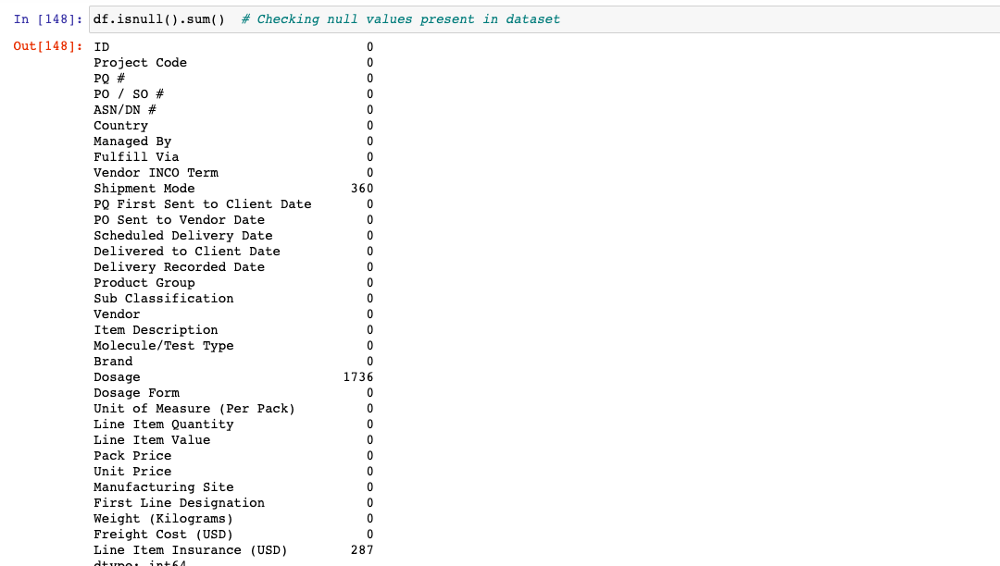 In [148]: df.isnull().sum()  # Checking null values present in dataset
Out[148]: ID 0
Project Code 0
PQ # 0
PO / SO # 0
ASN/DN # 0
Country 0
Managed By 0
Fulfill Via 0
Vendor INCO Term 0
Shipment Mode 360
PQ First Sent to Client Date 0
PO Sent to Vendor Date 0
Scheduled Delivery Date 0
Delivered to Client Date 0
Delivery Recorded Date 0
Product Group 0
Sub Classification 0
Vendor 0
Item Description 0
Molecule/Test Type 0
Brand 0
Dosage 1736
Dosage Form 0
Unit of Measure (Per Pack) 0
Line Item Quantity 0
Line Item Value 0
Pack Price 0
Unit Price 0
Manufacturing Site 0
First Line Designation 0
Weight (Kilograms) 0
Freight Cost (USD) 0
Line Item Insurance (USD) 287
dtype: int64